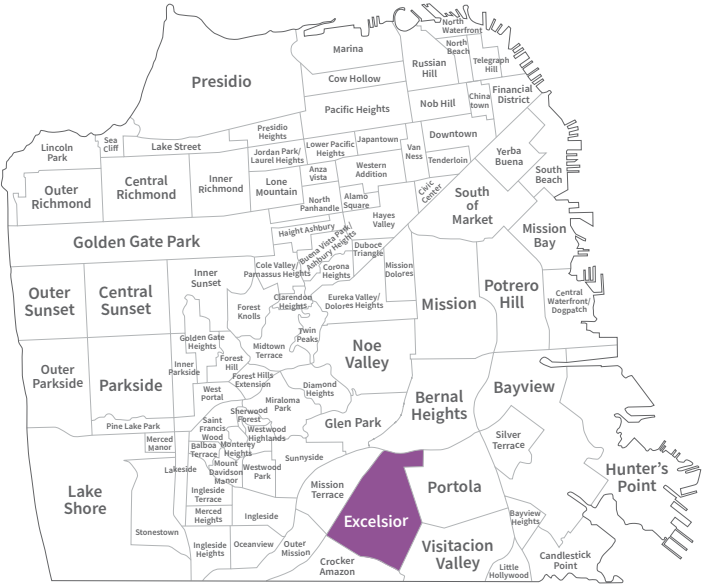 North
Waterfront
North
Beach
Telegraph
Hill
Marina
Russian
Hill
Presidio
Cow Hollow
Pacific Heights
Nob Hill
China
town
Financial
District
Presidio
Heights
Downtown
Sea
Cliff
Lake Street
Lincoln
Park
Jordan Park/
Laurel Heights
Lower Pacific
Heights
Japantown
Van
Ness
Tenderloin
Yerba
Buena
Anza
Vista
Western
Addition
South
Beach
Outer
Richmond
Central
Richmond
Inner
Richmond
Lone
Mountain
Civic
Center
North
Panhandle
Alamo
Square
South
of
Market
Hayes
Valley
Mission
Bay
Golden Gate Park
Haight Ashbury
Buena Vista Park/
Ashbury Heights
Duboce
Triangle
Cole Valley/
Parnassus Heights
Corona
Heights
Mission
Dolores
Inner
Sunset
Outer
Sunset
Central
Sunset
Clarendon
Heights
Eureka Valley/
Dolores Heights
Mission
Potrero
Hill
Central
Waterfront/
Dogpatch
Forest
Knolls
Twin
Peaks
Golden Gate
Heights
Midtown
Terrace
Noe
Valley
Outer
Parkside
Parkside
Inner
Parkside
Forest
Hill
Forest Hills
Extension
West
Portal
Diamond
Heights
Bayview
Miraloma
Park
Bernal
Heights
Sherwood
Forest
Glen Park
Pine Lake Park
Saint
Francis
Wood
Westwood
Highlands
Merced
Manor
Balboa
Terrace
Monterey
Heights
Silver
Terrace
Sunnyside
Lakeside
Mount
Davidson
Manor
Westwood
Park
Hunter's
Point
Mission
Terrace
Portola
Lake
Shore
Ingleside
Terrace
Merced
Heights
Ingleside
Excelsior
Bayview
Heights
Stonestown
Ingleside
Heights
Oceanview
Outer
Mission
Visitacion
Valley
Candlestick
Point
Crocker
Amazon
Little
Hollywood